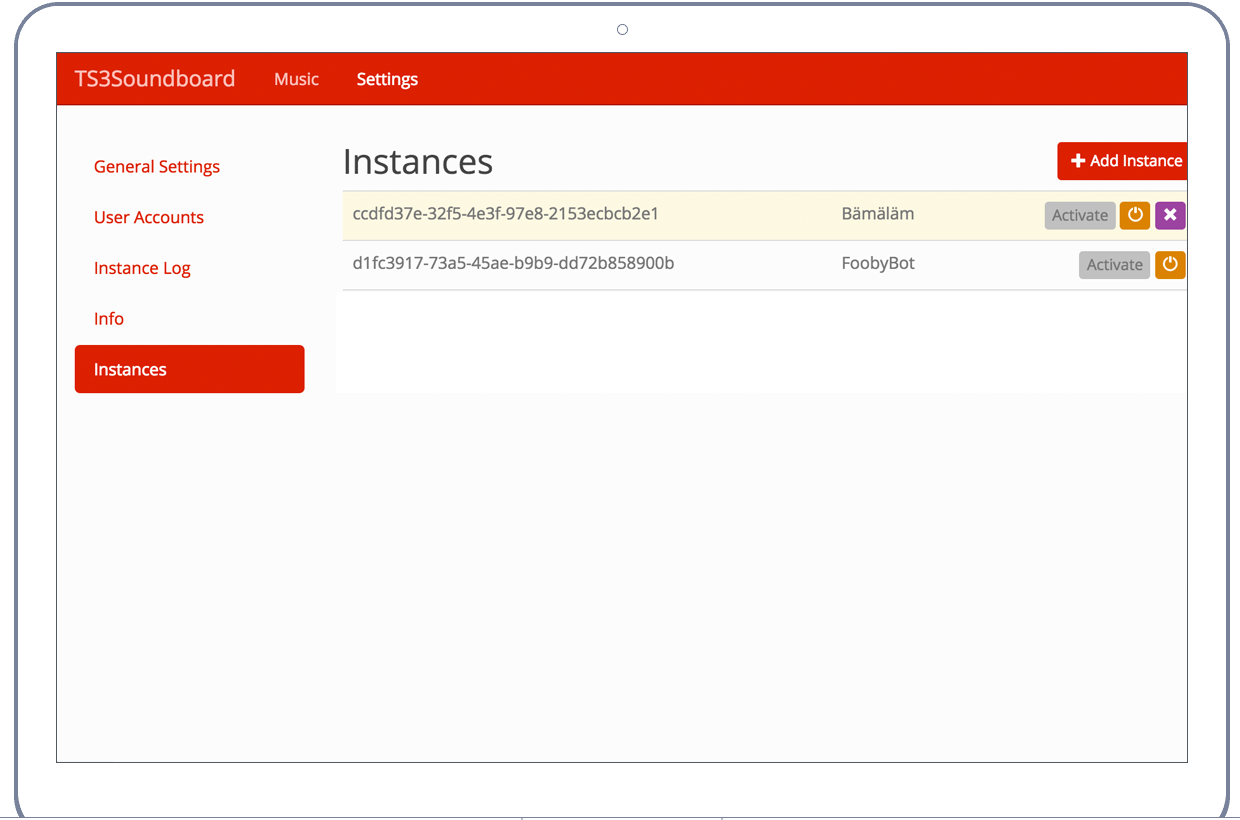 TS3Soundboard Music Settings
General Settings
User Accounts
Instance Log
Info
Instances
Instances
Add Instance
ccdfd37e-32f5-4e3f-97e8-2153ecbcb2e1 Bämäläm Activate
d1fc3917-73a5-45ae-b9b9-dd72b858900b FoobyBot Activate